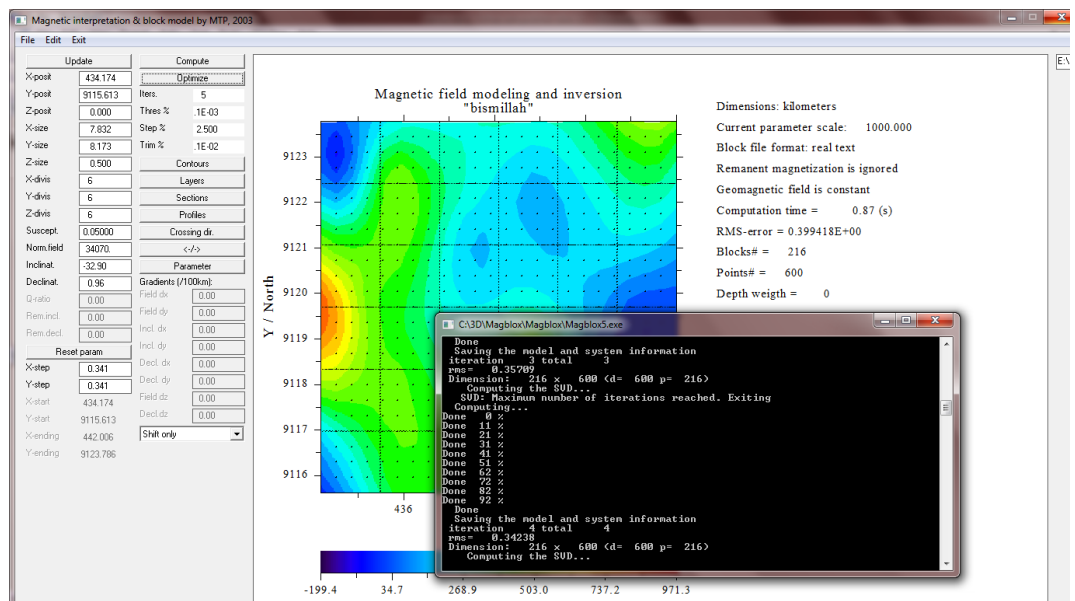 Magnetic interpretation & block model by MTP, 2003
File Edit Exit
Update
X-posit 434.174
Y-posit 9115.613
Z-posit 0.000
X-size 7.832
Y-size 8.173
Z-size 0.500
X-divis 6
Y-divis 6
Z-divis 6
Suscept. 0.05000
Norm.field 34070.
Inclinat. -32.90
Declinat. 0.96
Q-ratio 0.00
Rem.incl. 0.00
Rem.decl. 0.00
Reset param
X-step 0.341
Y-step 0.341
X-start 434.174
Y-start 9115.613
X-ending 442.006
Y-ending 9123.786
Compute
Optimize
Iters. 5
Thres % .1E-03
Step % 2.500
Trim % .1E-02
Contours
Layers
Sections
Profiles
Crossing dir.
<-/->
Parameter
Gradients (/100km):
Field dx 0.00
Field dy 0.00
Incl. dx 0.00
Incl. dy 0.00
Decl. dx 0.00
Decl. dy 0.00
Field dz 0.00
Decl.dz 0.00
Shift only
Magnetic field modeling and inversion
"bismillah"
Y / North
9123
9122
9121
9120
9119
9118
9117
9116
436
-199.4 34.7 268.9 503.0 737.2 971.3
Dimensions: kilometers
Current parameter scale: 1000.000
Block file format: real text
Remanent magnetization is ignored
Geomagnetic field is constant
Computation time = 0.87 (s)
RMS-error = 0.399418E+00
Blocks# = 216
Points# = 600
Depth weigth = 0
E:\
C:\3D\Magblox\Magblox\Magblox5.exe
Done
Saving the model and system information
iteration 3 total 3
rms= 0.35709
Dimension: 216 x 600 (d= 600 p= 216)
Computing the SVD...
SVD: Maximum number of iterations reached. Exiting
Computing...
Done 0 %
Done 11 %
Done 21 %
Done 31 %
Done 41 %
Done 51 %
Done 62 %
Done 72 %
Done 82 %
Done 92 %
Done
Saving the model and system information
iteration 4 total 4
rms= 0.34238
Dimension: 216 x 600 (d= 600 p= 216)
Computing the SVD...